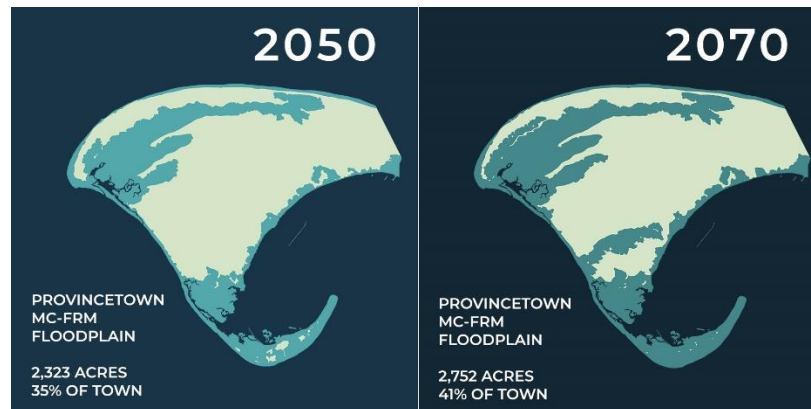 2050
PROVINCETOWN
MC-FRM
FLOODPLAIN
2,323 ACRES
35% OF TOWN
2070
PROVINCETOWN
MC-FRM
FLOODPLAIN
2,752 ACRES
41% OF TOWN